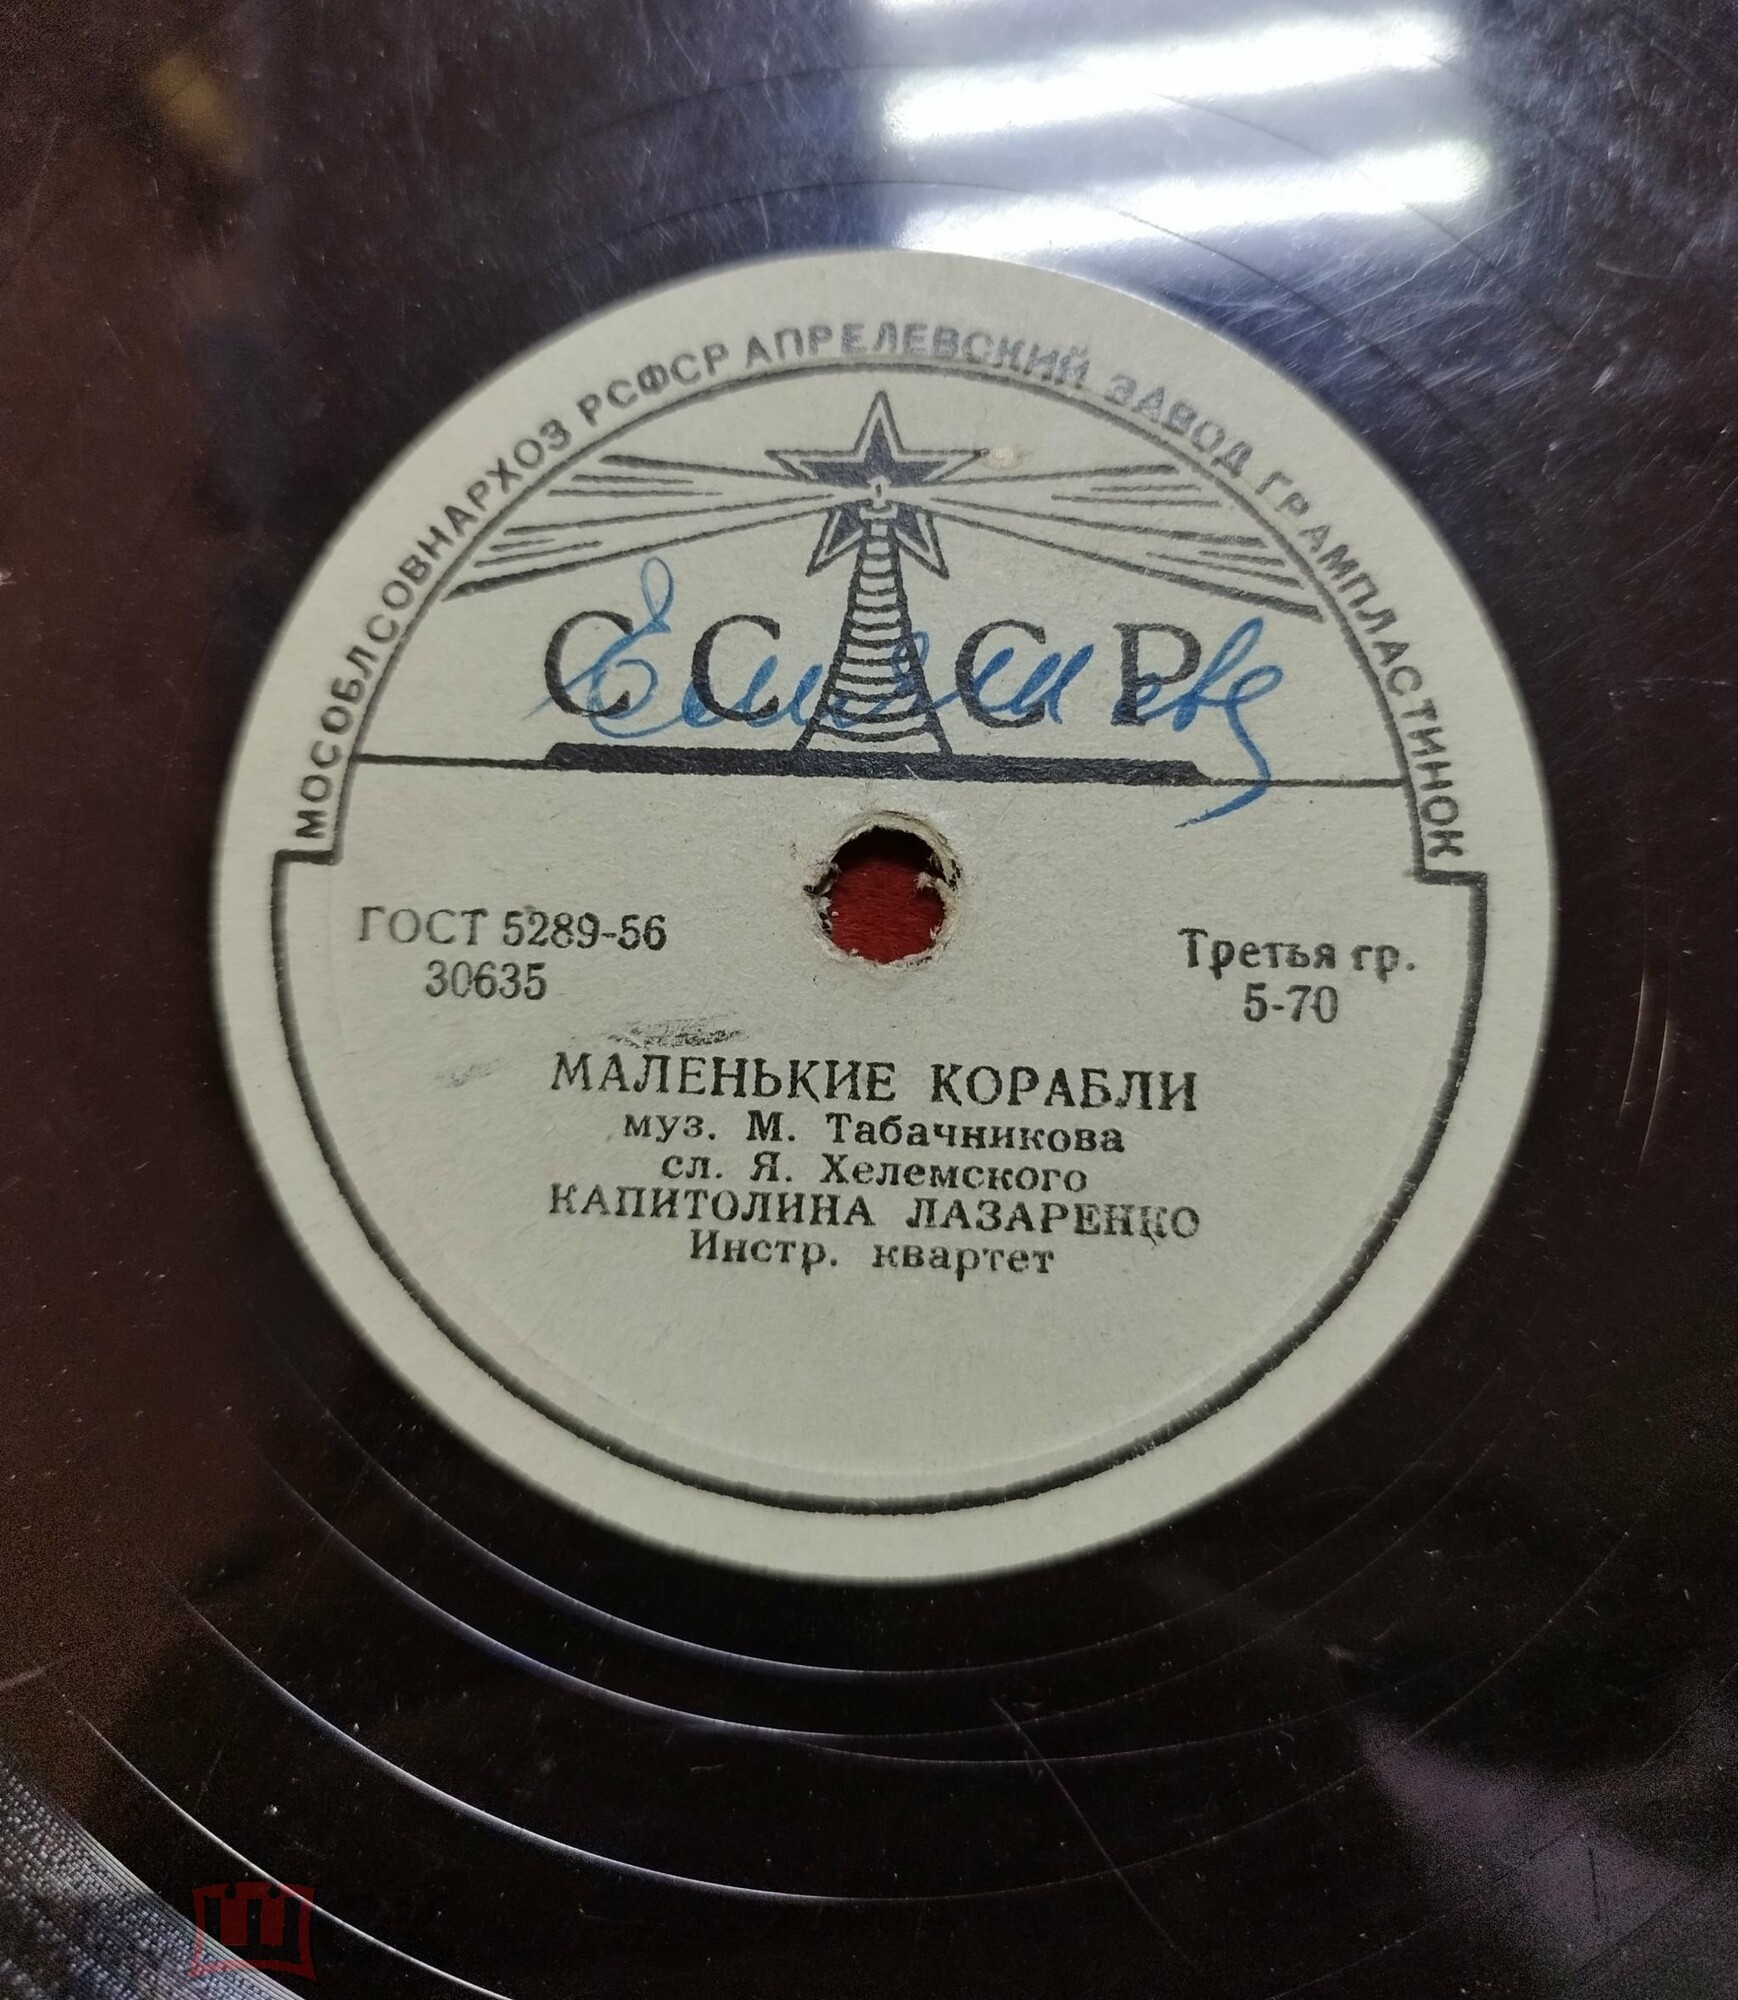 МОСОБЛСОВНАРХОЗ РСФСР АПРЕЛЕВСКИЙ ЗАВОД ГРАМПЛАСТИНОК
СССР
ГОСТ 5289-56
30635
Третья гр.
5-70
МАЛЕНЬКИЕ КОРАБЛИ
муз. М. Табачникова
сл. Я. Хелемского
КАПИТОЛИНА ЛАЗАРЕНКО
Инстр. квартет